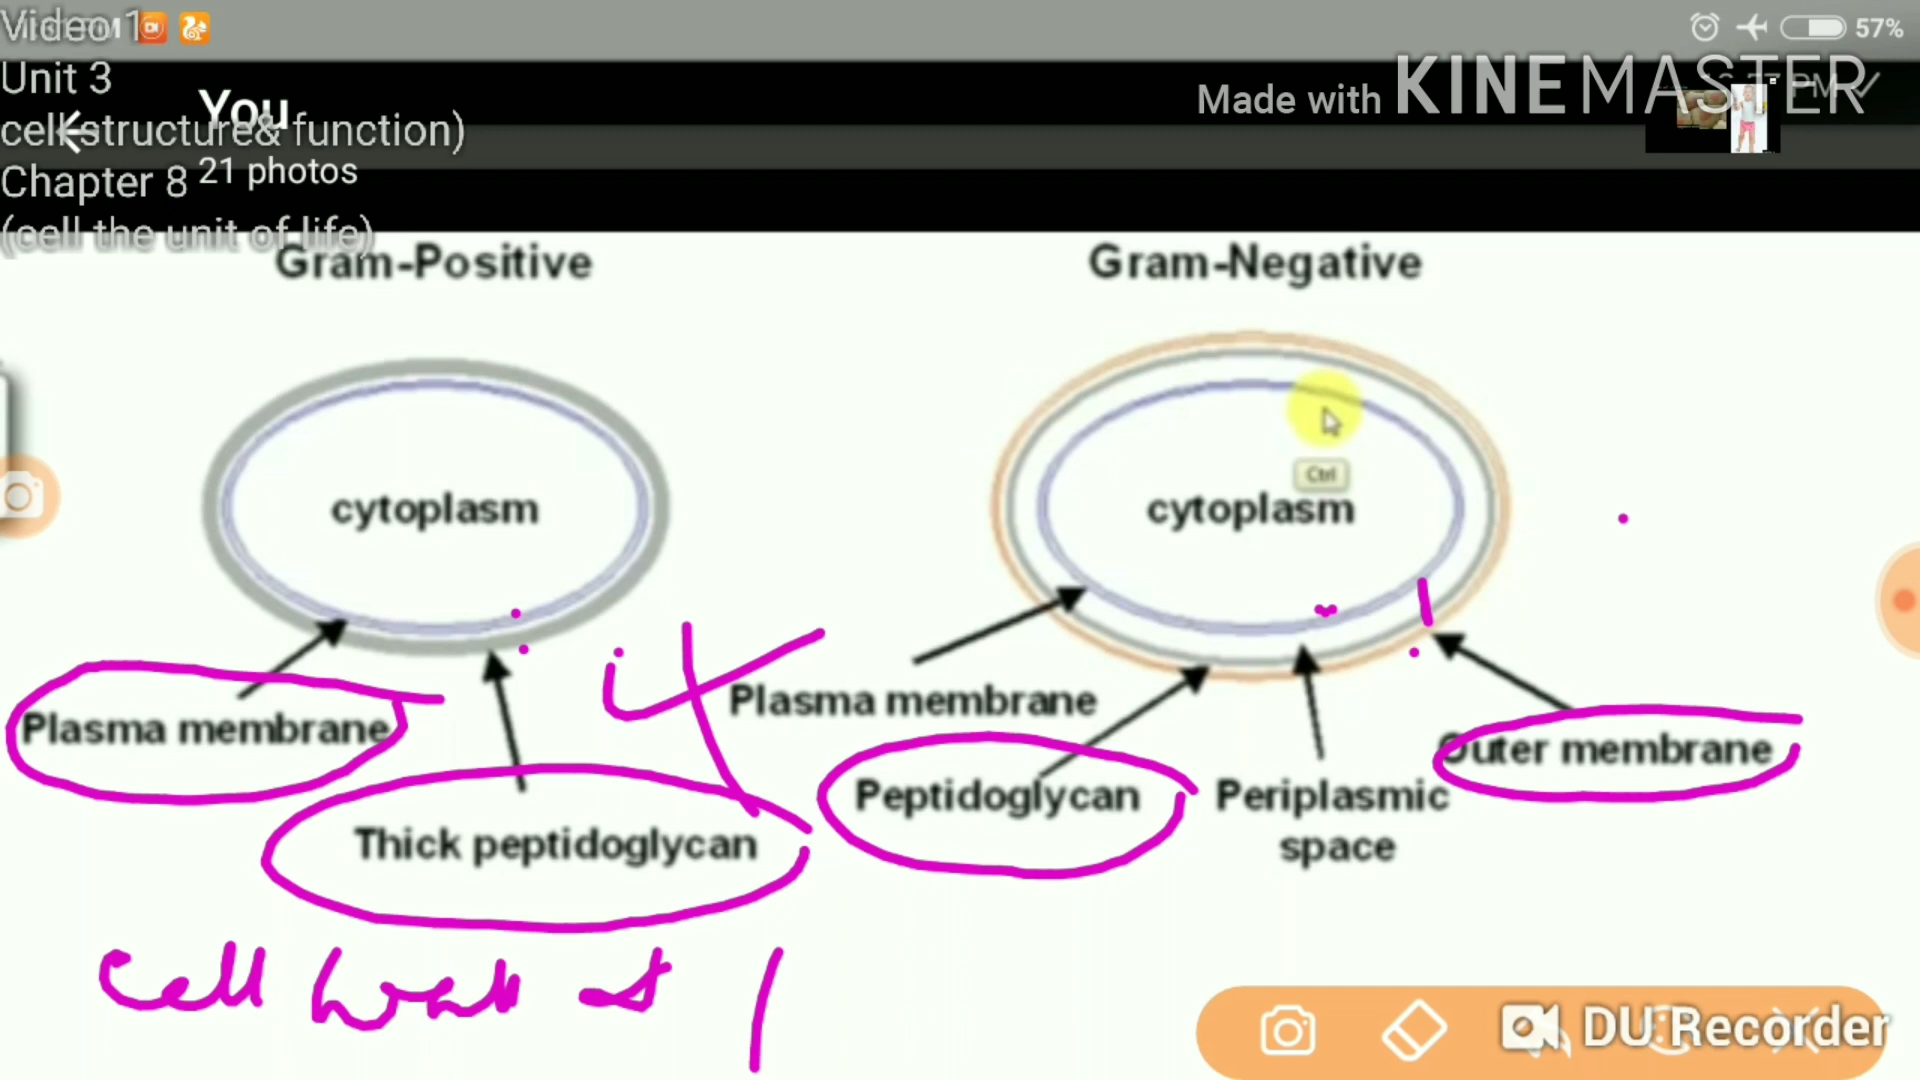 Video 1
57%
Unit 3
You
Made with KINEMASTER
cell structure& function)
21 photos
Chapter 8
(cell the unit of life)
Gram-Positive
Gram-Negative
cytoplasm
cytoplasm
Ctrl
Plasma membrane
Thick peptidoglycan
Plasma membrane
Peptidoglycan
Periplasmic
space
Outer membrane
Cell wall
DU Recorder